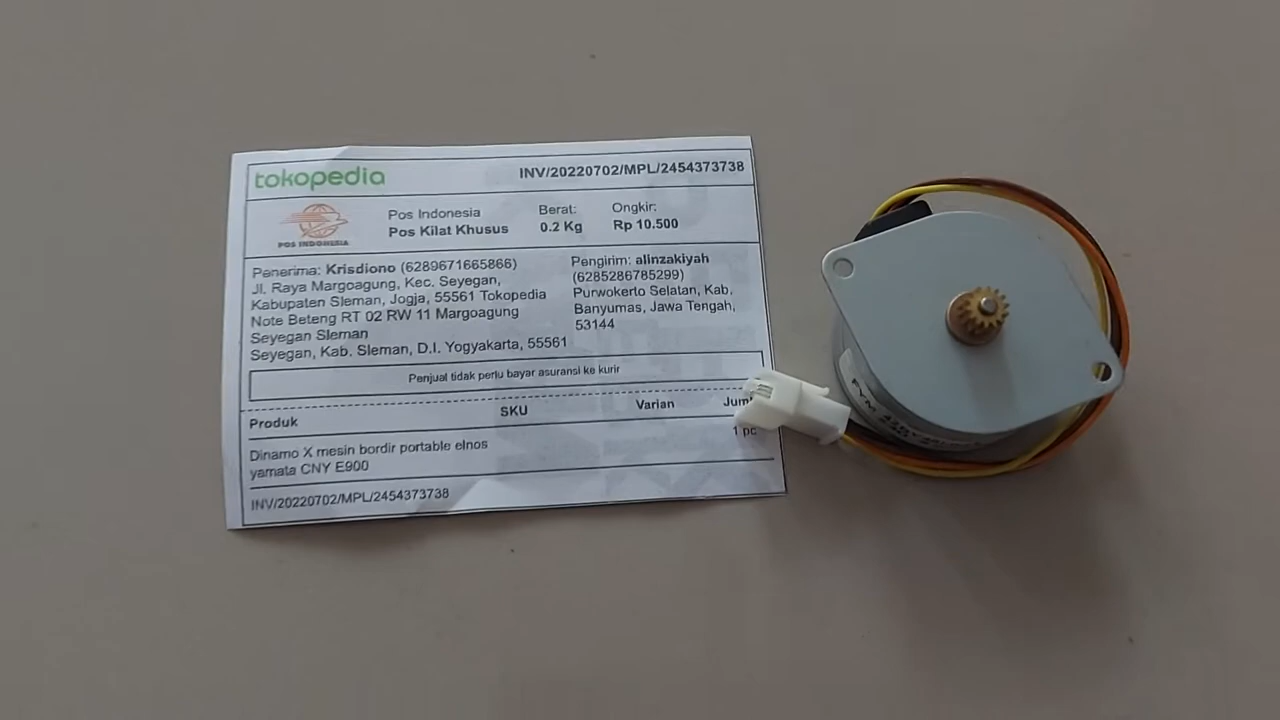 tokopedia
INV/20220702/MPL/2454373738
POS INDONESIA
Pos Indonesia
Pos Kilat Khusus
Berat:
0.2 Kg
Ongkir:
Rp 10.500
Penerima: Krisdiono (6289671665866)
Jl. Raya Margoagung, Kec. Seyegan,
Kabupaten Sleman, Jogja, 55561 Tokopedia
Note Beteng RT 02 RW 11 Margoagung
Seyegan Sleman
Seyegan, Kab. Sleman, D.I. Yogyakarta, 55561
Pengirim: alinzakiyah
(6285286785299)
Purwokerto Selatan, Kab.
Banyumas, Jawa Tengah,
53144
Penjual tidak perlu bayar asuransi ke kurir
Produk SKU Varian Juml
Dinamo X mesin bordir portable elnos
yamata CNY E900
1 pc
INV/20220702/MPL/2454373738
FYM